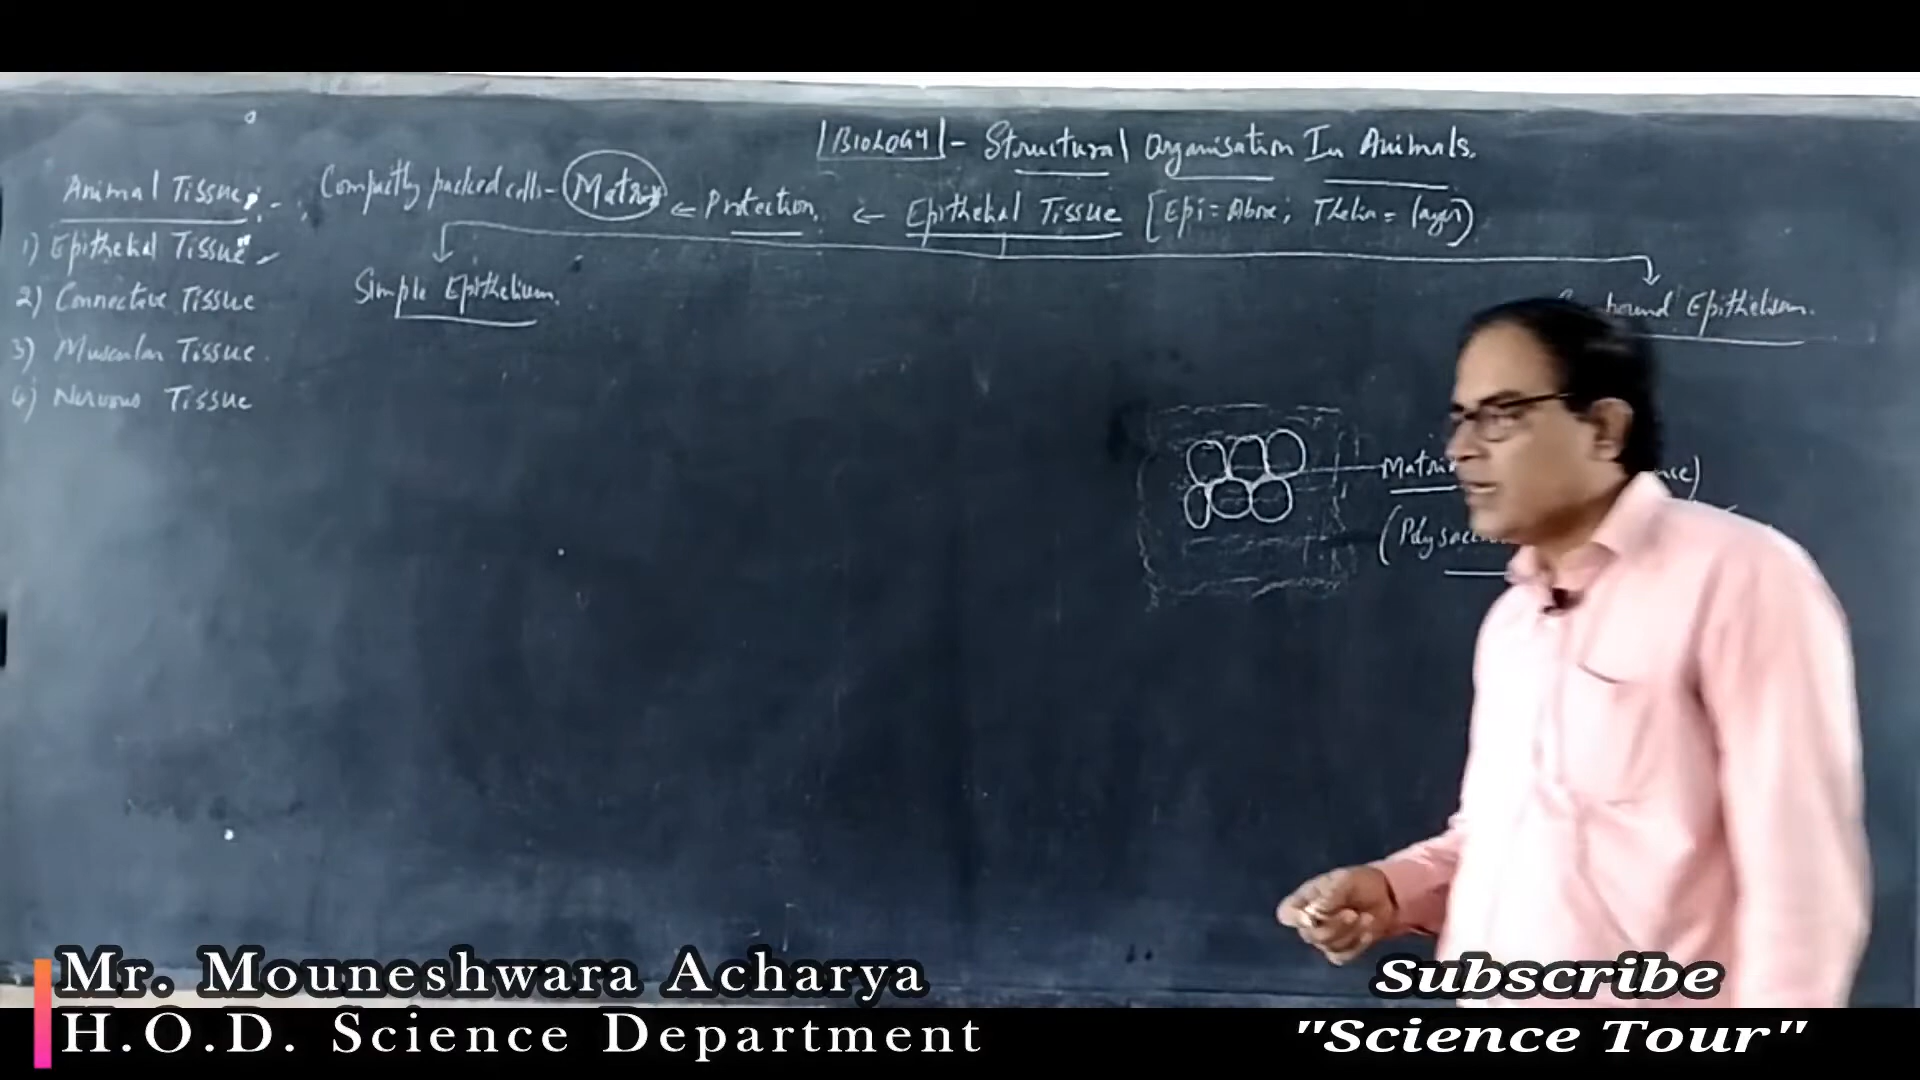 |BIOLOGY| - Structural Organisation In Animals.
Animal Tissue:- Compactly packed cells - Matrix ← Protection. ← Epithelial Tissue [Epi = Above; Thelia = layer)
1) Epithelial Tissue
2) Connective Tissue
3) Muscular Tissue
4) Nervous Tissue
Simple Epithelium.
Epithelium.
Mr. Mouneshwara Acharya
H.O.D. Science Department
Subscribe
"Science Tour"